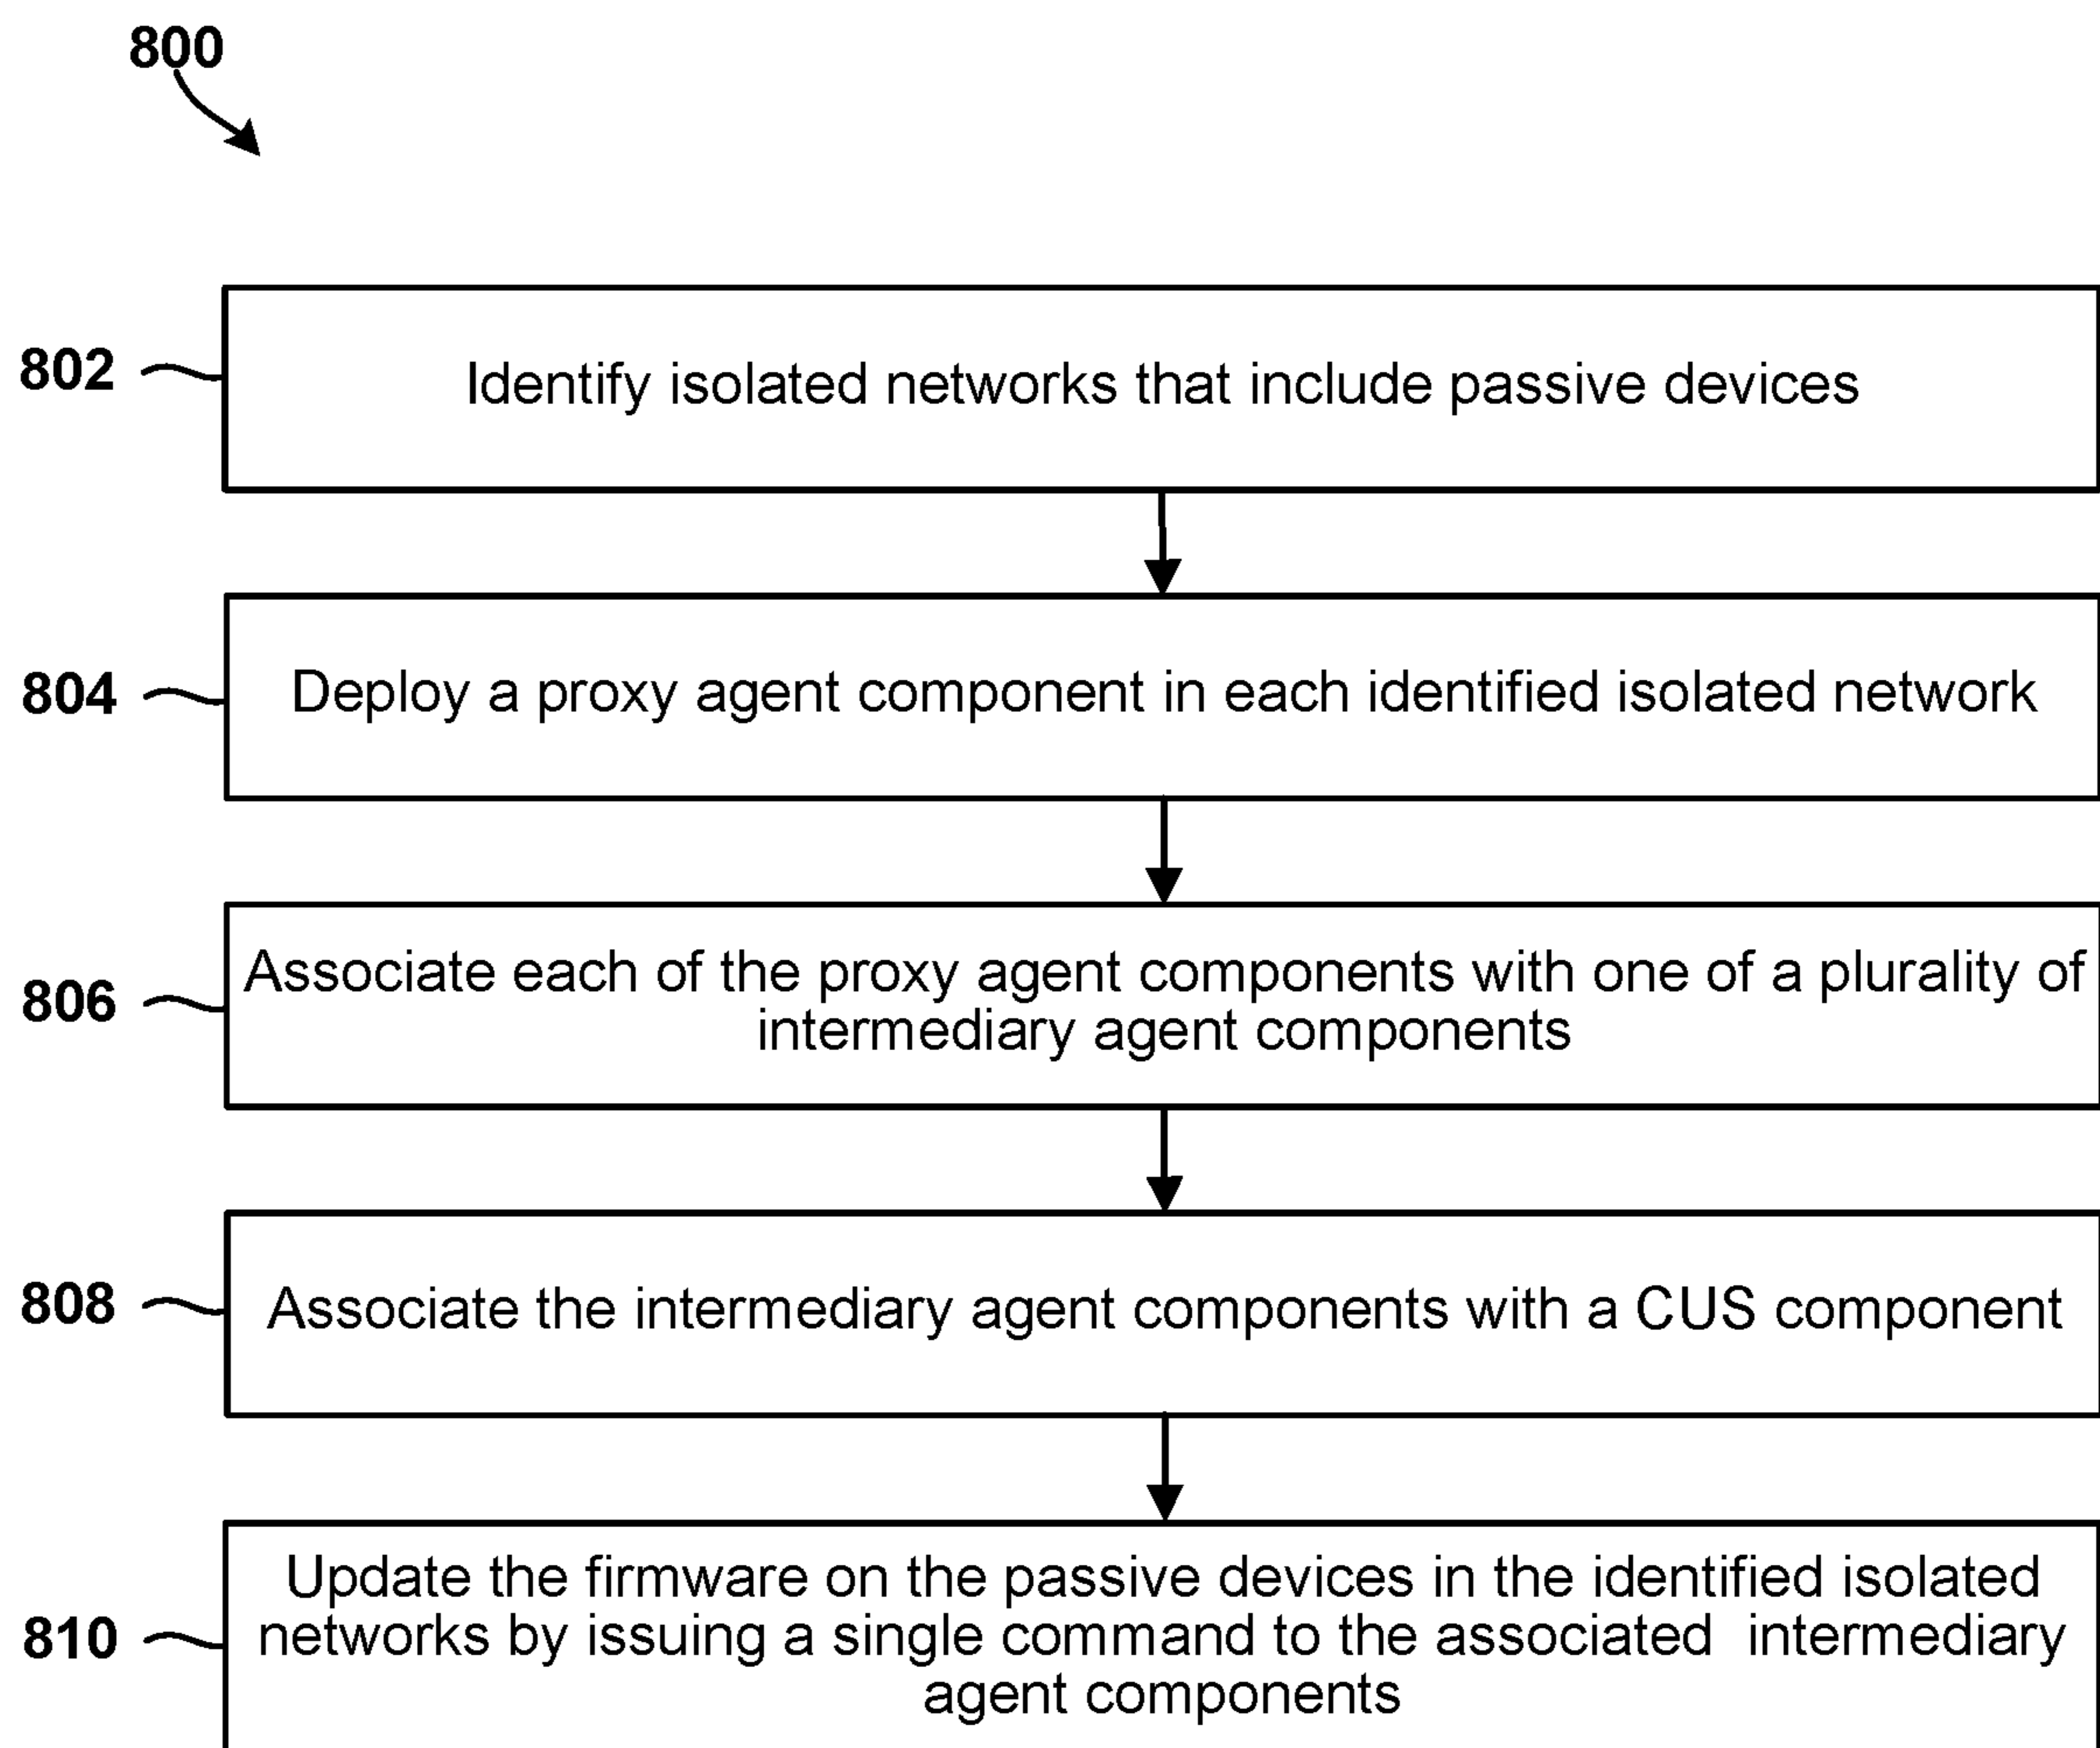 800
802
Identify isolated networks that include passive devices
804
Deploy a proxy agent component in each identified isolated network
806
Associate each of the proxy agent components with one of a plurality of
intermediary agent components
808
Associate the intermediary agent components with a CUS component
810
Update the firmware on the passive devices in the identified isolated
networks by issuing a single command to the associated intermediary
agent components